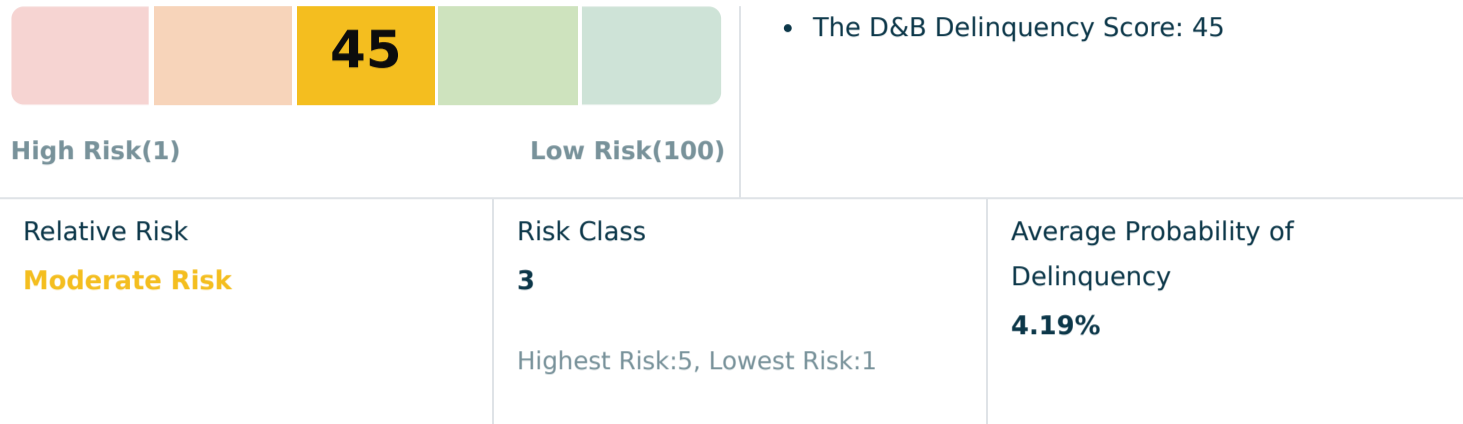 45
High Risk(1)
Low Risk(100)
• The D&B Delinquency Score: 45
Relative Risk
Moderate Risk
Risk Class
3
Highest Risk:5, Lowest Risk:1
Average Probability of
Delinquency
4.19%